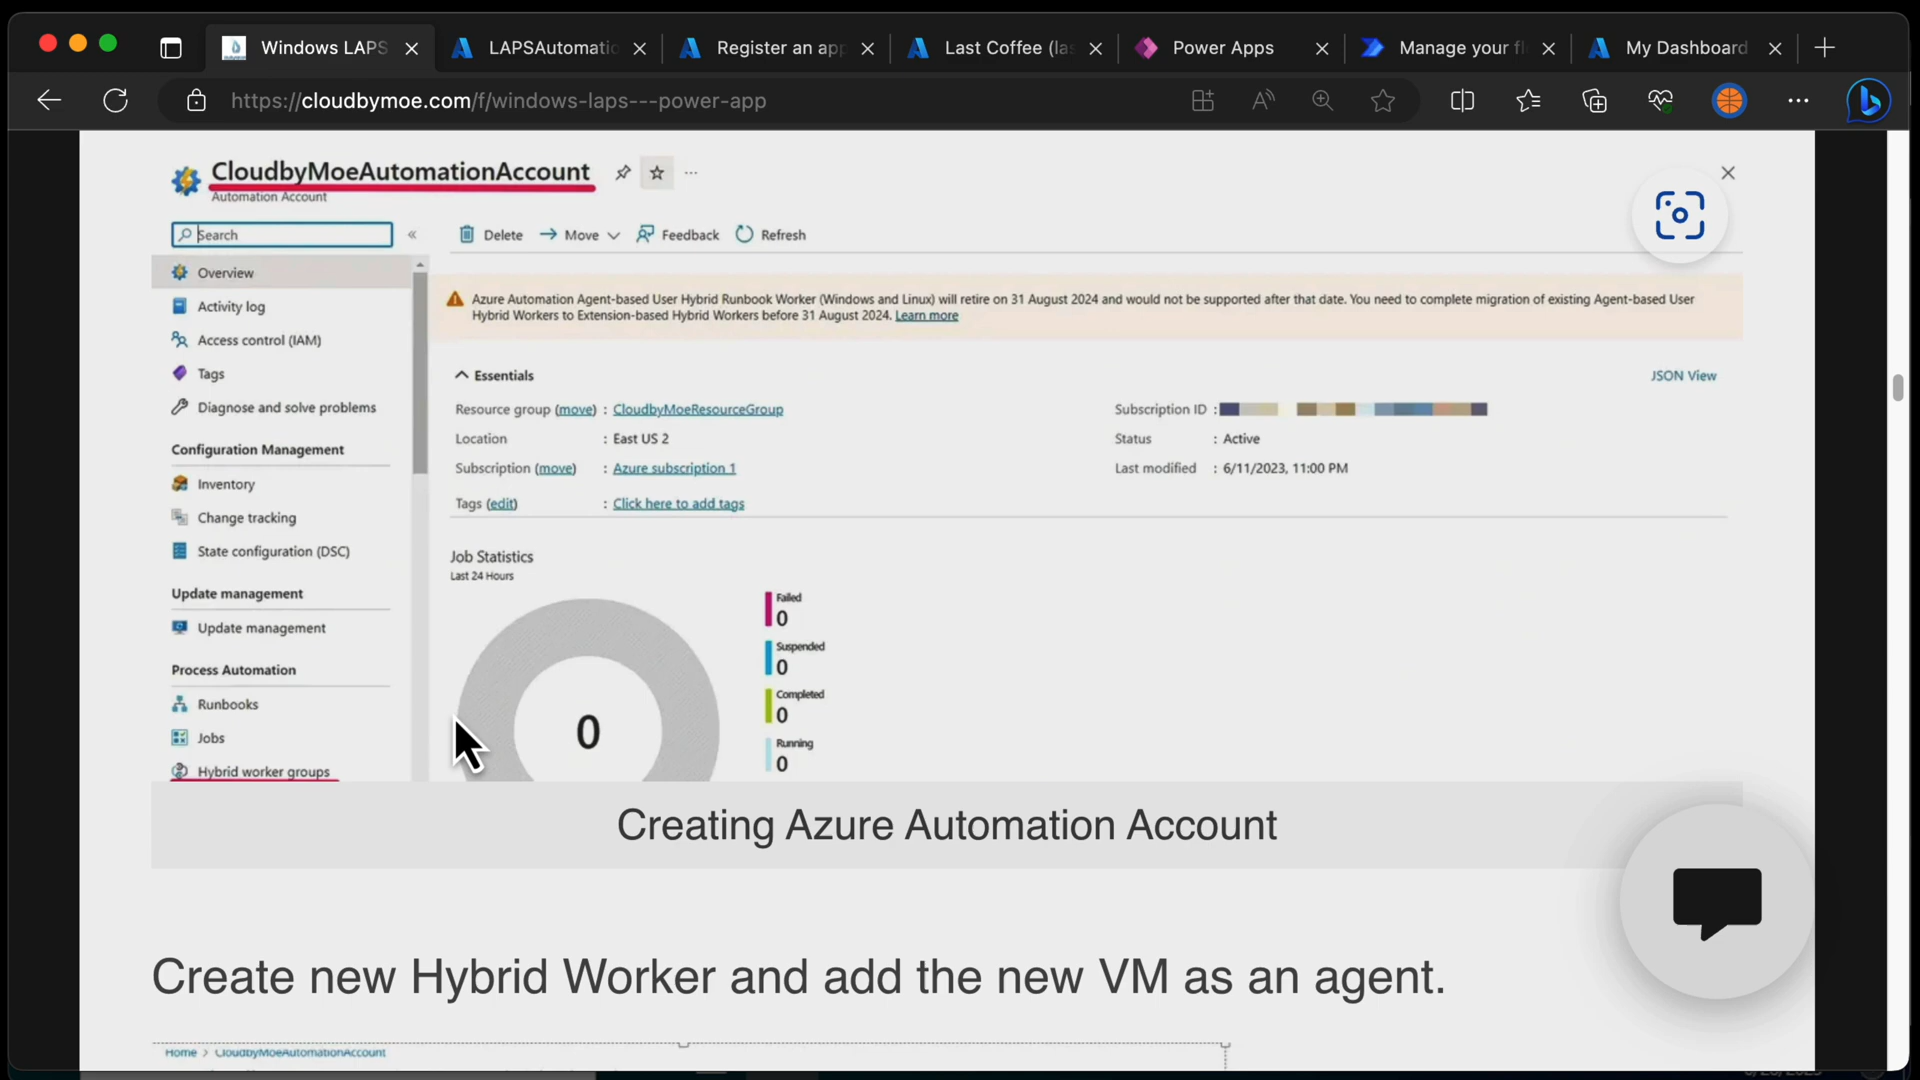 Windows LAPS
LAPSAutomatio
Register an app
Last Coffee (las
Power Apps
Manage your fl
My Dashboard
https://cloudbymoe.com/f/windows-laps---power-app
CloudbyMoeAutomationAccount
Automation Account
Search
Delete
Move
Feedback
Refresh
Overview
Activity log
Access control (IAM)
Tags
Diagnose and solve problems
Configuration Management
Inventory
Change tracking
State configuration (DSC)
Update management
Update management
Process Automation
Runbooks
Jobs
Hybrid worker groups
Azure Automation Agent-based User Hybrid Runbook Worker (Windows and Linux) will retire on 31 August 2024 and would not be supported after that date. You need to complete migration of existing Agent-based User
Hybrid Workers to Extension-based Hybrid Workers before 31 August 2024. Learn more
Essentials
JSON View
Resource group (move) : CloudbyMoeResourceGroup
Location : East US 2
Subscription (move) : Azure subscription 1
Tags (edit) : Click here to add tags
Subscription ID :
Status : Active
Last modified : 6/11/2023, 11:00 PM
Job Statistics
Last 24 Hours
0
Failed
0
Suspended
0
Completed
0
Running
0
Creating Azure Automation Account
Create new Hybrid Worker and add the new VM as an agent.
Home > CloudbyMoeAutomationAccount